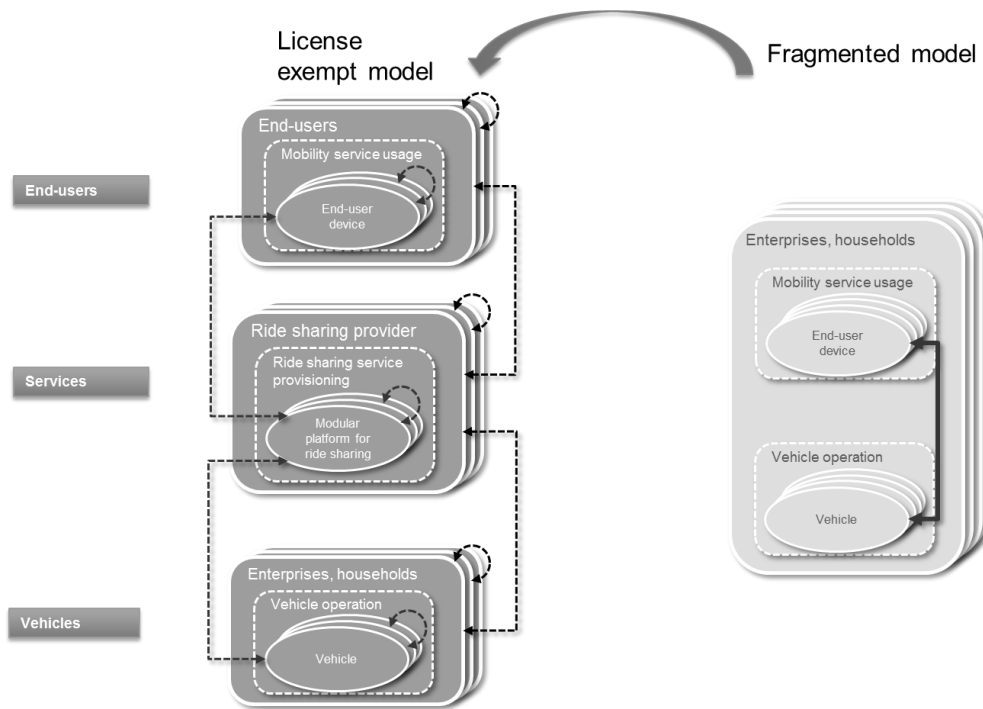 License
exempt model
Fragmented model
End-users
End-users
Mobility service usage
End-user
device
Services
Ride sharing provider
Ride sharing service
provisioning
Modular
platform for
ride sharing
Vehicles
Enterprises, households
Vehicle operation
Vehicle
Enterprises, households
Mobility service usage
End-user
device
Vehicle operation
Vehicle